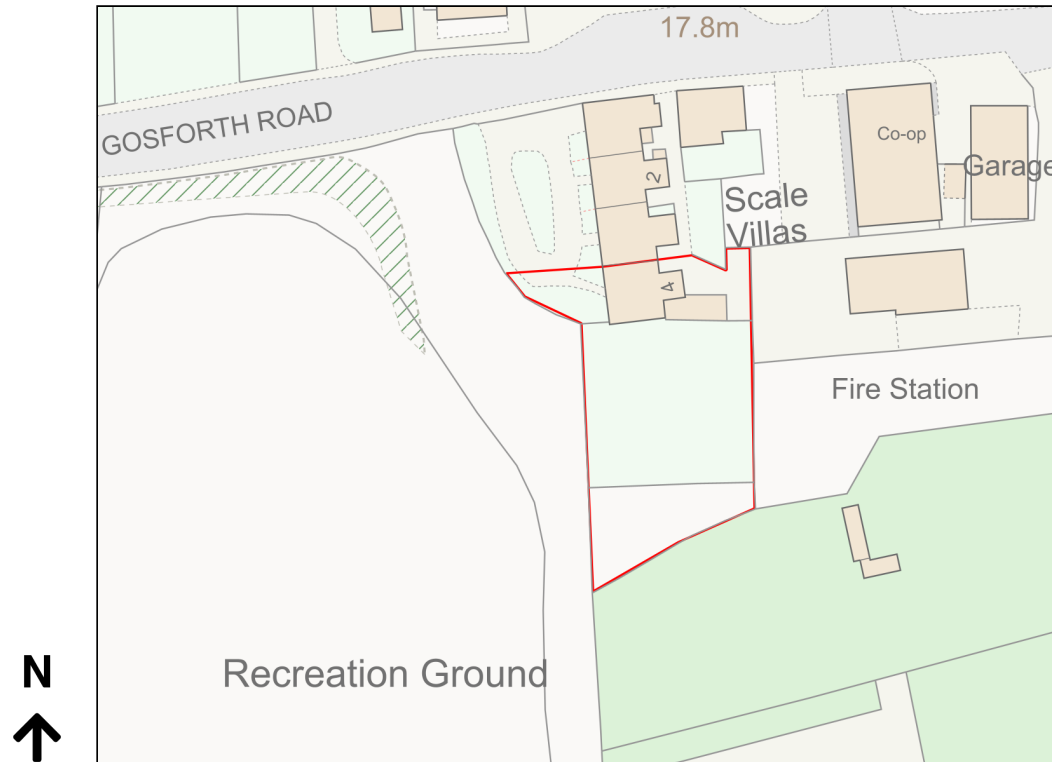 17.8m
GOSFORTH ROAD
Co-op
Garage
2
Scale
Villas
4
Fire Station
Recreation Ground
N